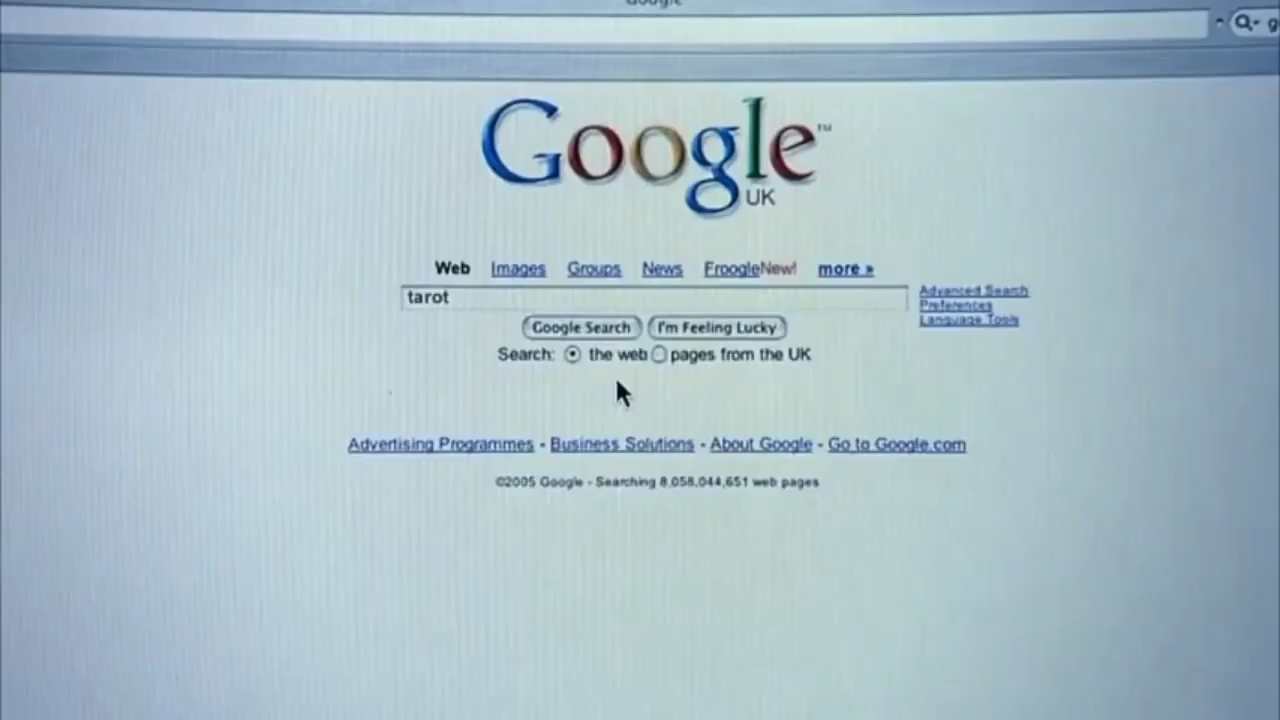 Google
Google™
UK
Web Images Groups News FroogleNew! more »
tarot
Advanced Search
Preferences
Language Tools
Google Search I'm Feeling Lucky
Search: the web pages from the UK
Advertising Programmes - Business Solutions - About Google - Go to Google.com
©2005 Google - Searching 8,058,044,651 web pages